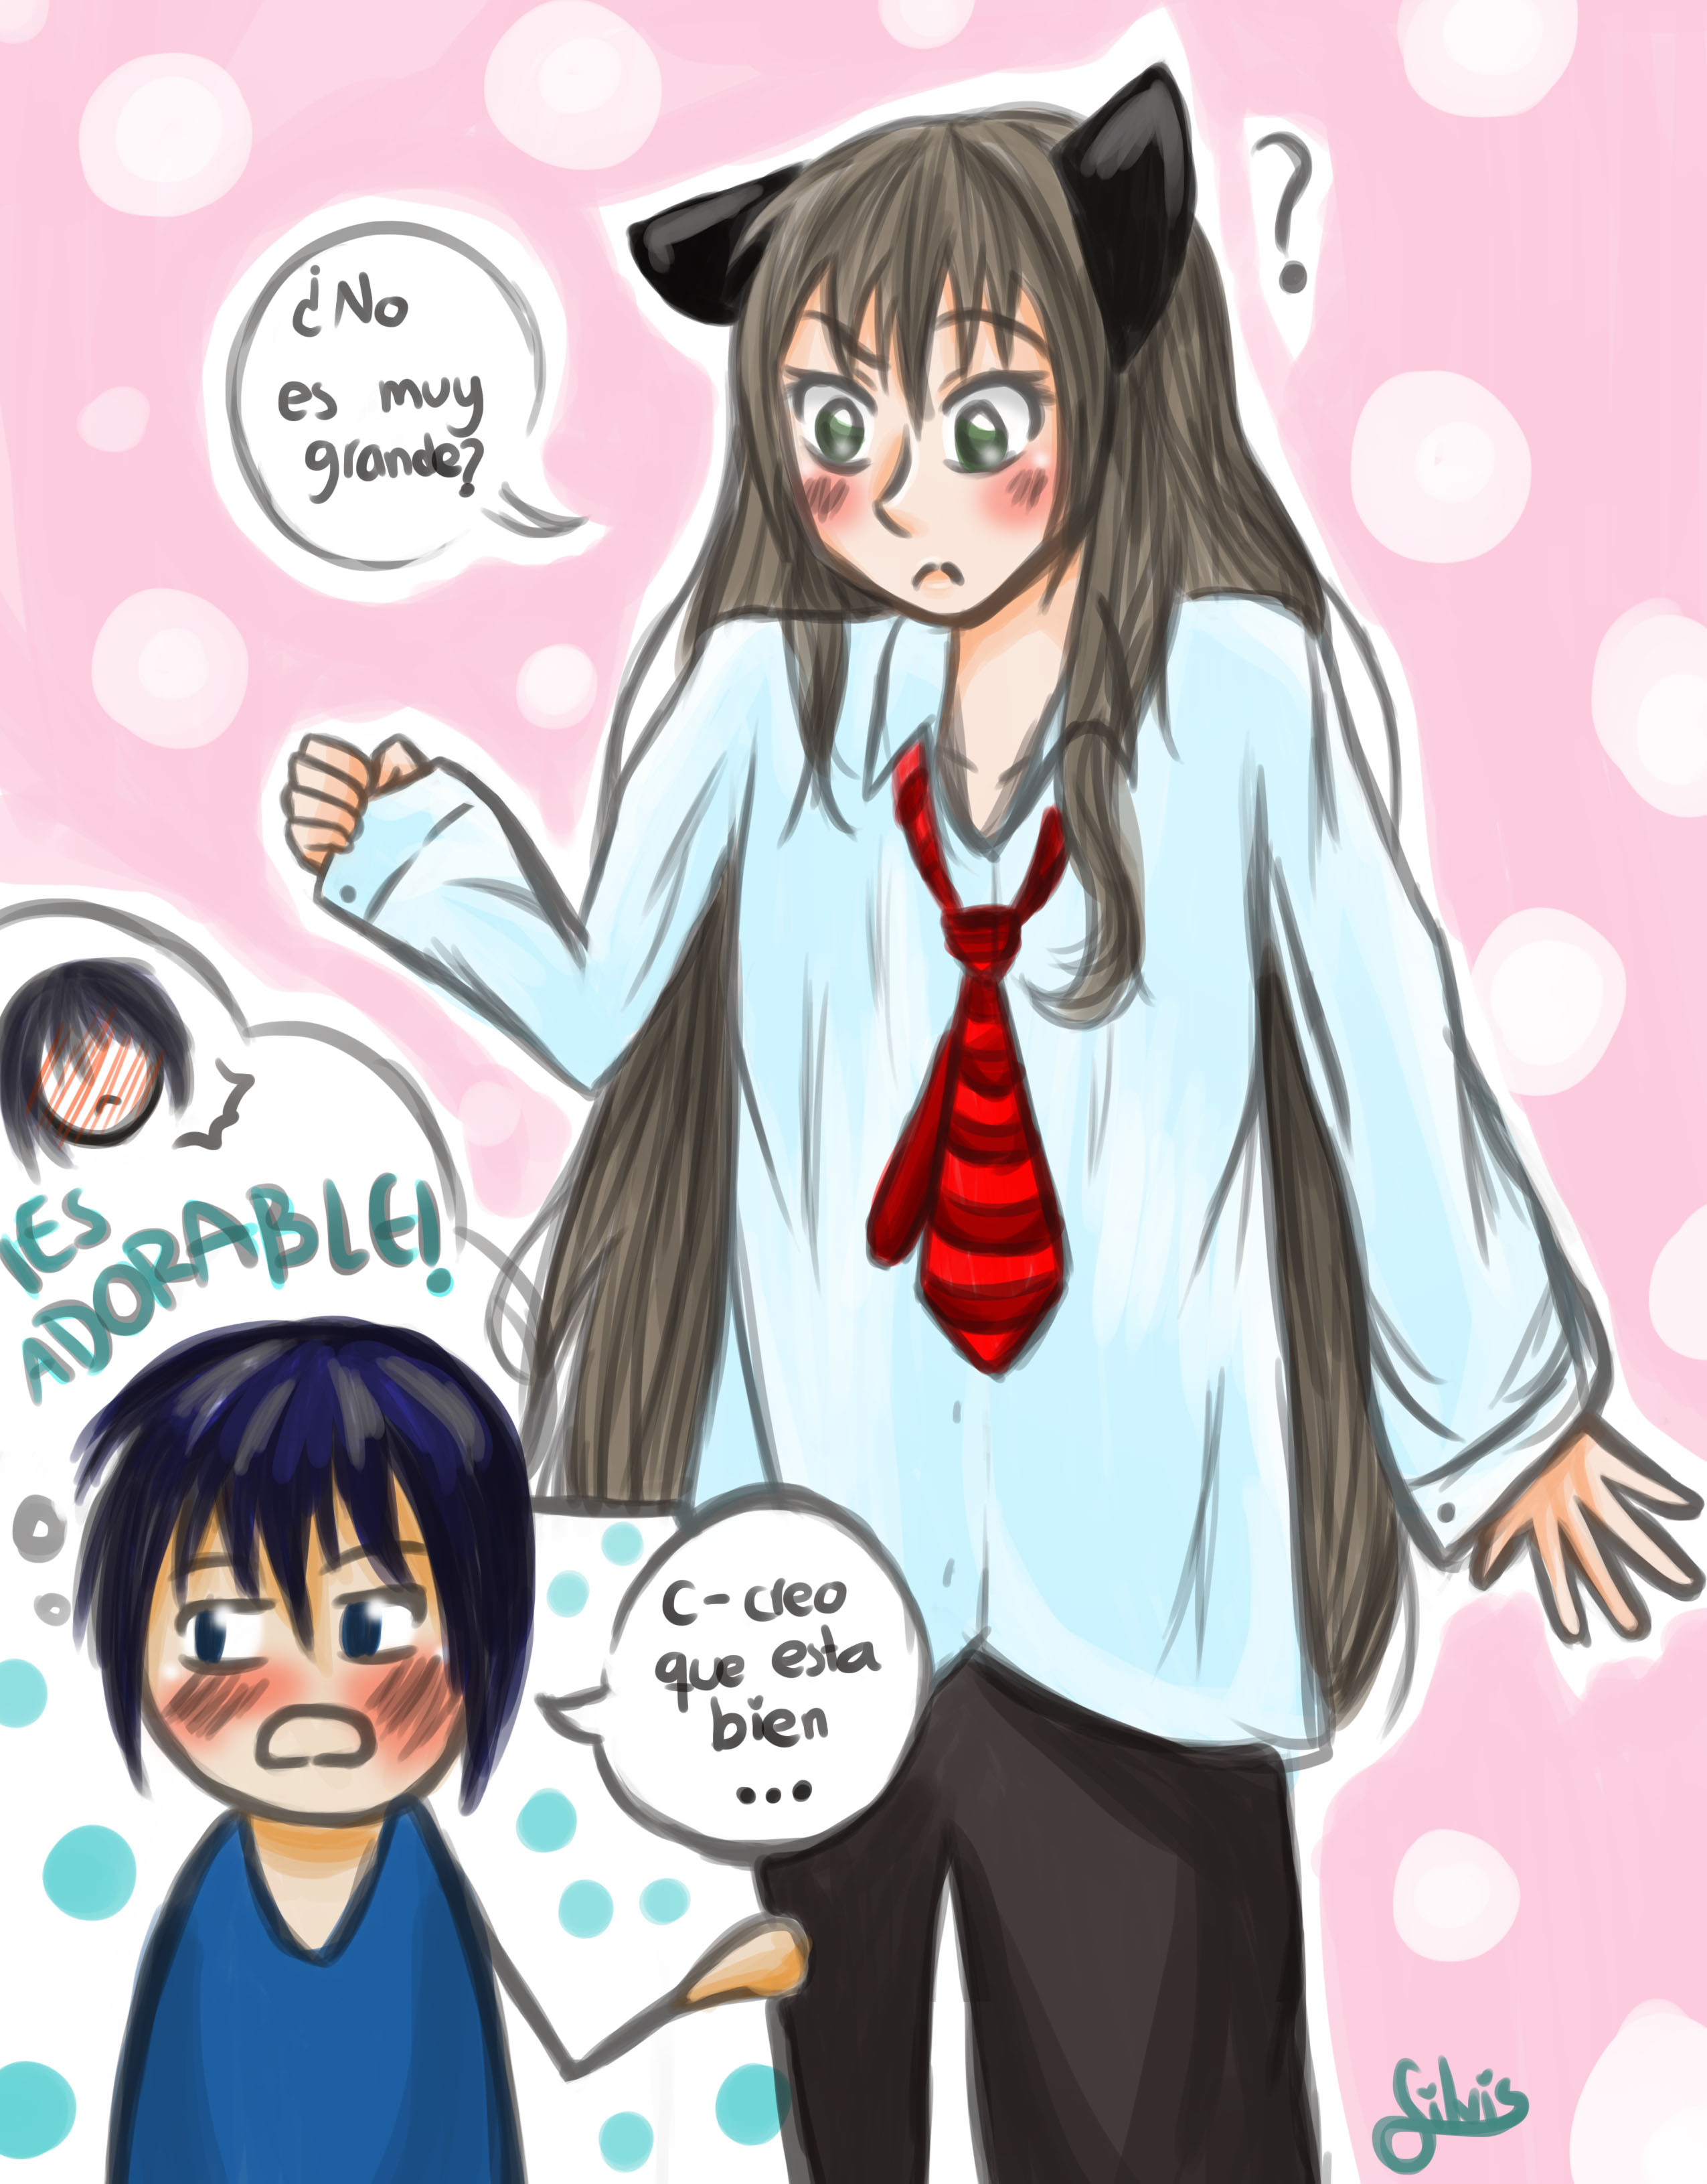 ¿No
es muy
grande?
?
¡ES
ADORABLE!
C-creo
que esta
bien
...
Silvis